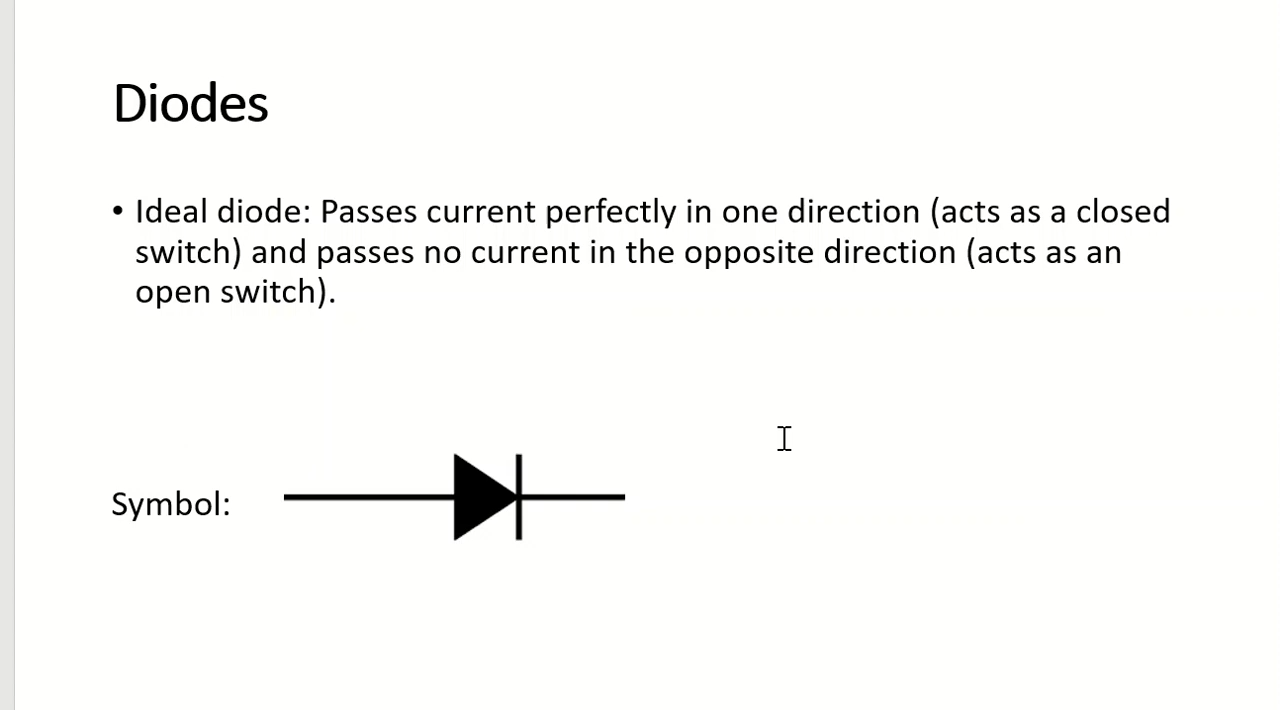 Diodes
• Ideal diode: Passes current perfectly in one direction (acts as a closed
switch) and passes no current in the opposite direction (acts as an
open switch).
Symbol: